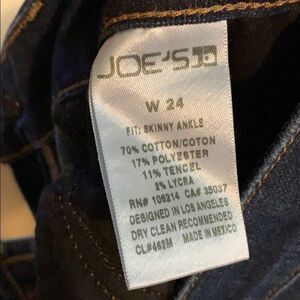 JOE'S
W 24
FIT: SKINNY ANKLE
70% COTTON/COTON
17% POLYESTER
11% TENCEL
2% LYCRA
RN# 106214 CA# 35037
DESIGNED IN LOS ANGELES
DRY CLEAN RECOMMENDED
CL#462M MADE IN MEXICO